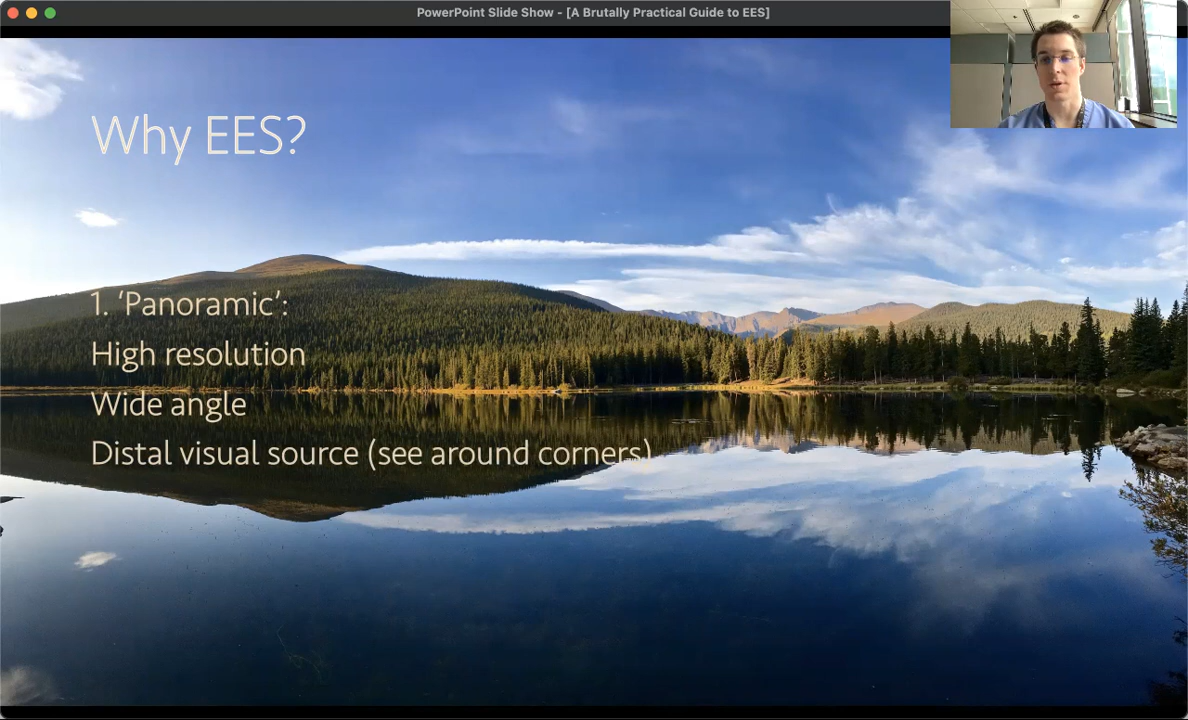 PowerPoint Slide Show - [A Brutally Practical Guide to EES]
Why EES?
1. ‘Panoramic’:
High resolution
Wide angle
Distal visual source (see around corners)